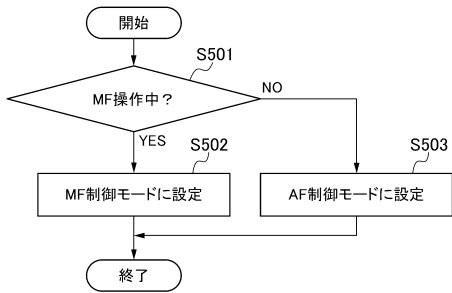 開始
S501
MF操作中？
NO
YES
S502
S503
MF制御モードに設定
AF制御モードに設定
終了